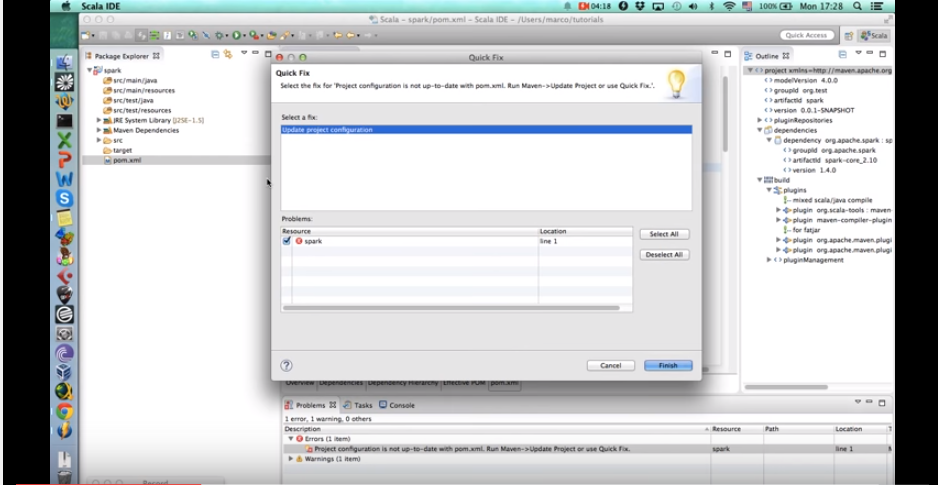 Scala IDE
04:18
100%
Mon 17:28
Scala - spark/pom.xml - Scala IDE - /Users/marco/tutorials
Quick Access
Scala
Package Explorer
spark
src/main/java
src/main/resources
src/test/java
src/test/resources
JRE System Library [J2SE-1.5]
Maven Dependencies
src
target
pom.xml
Quick Fix
Quick Fix
Select the fix for 'Project configuration is not up-to-date with pom.xml. Run Maven->Update Project or use Quick Fix.'.
Select a fix:
Update project configuration
Problems:
Resource Location
spark line 1
Select All
Deselect All
Cancel
Finish
Outline
project xmlns=http://maven.apache.org
modelVersion 4.0.0
groupId org.test
artifactId spark
version 0.0.1-SNAPSHOT
pluginRepositories
dependencies
dependency org.apache.spark : sp
groupId org.apache.spark
artifactId spark-core_2.10
version 1.4.0
build
plugins
mixed scala/java compile
plugin org.scala-tools : maven-
plugin maven-compiler-plugin
for fatjar
plugin org.apache.maven.plugi
plugin org.apache.maven.plugi
pluginManagement
Overview Dependencies Dependency Hierarchy Effective POM pom.xml
Problems Tasks Console
1 error, 1 warning, 0 others
Description Resource Path Location T
Errors (1 item)
Project configuration is not up-to-date with pom.xml. Run Maven->Update Project or use Quick Fix. spark line 1
Warnings (1 item)
Record